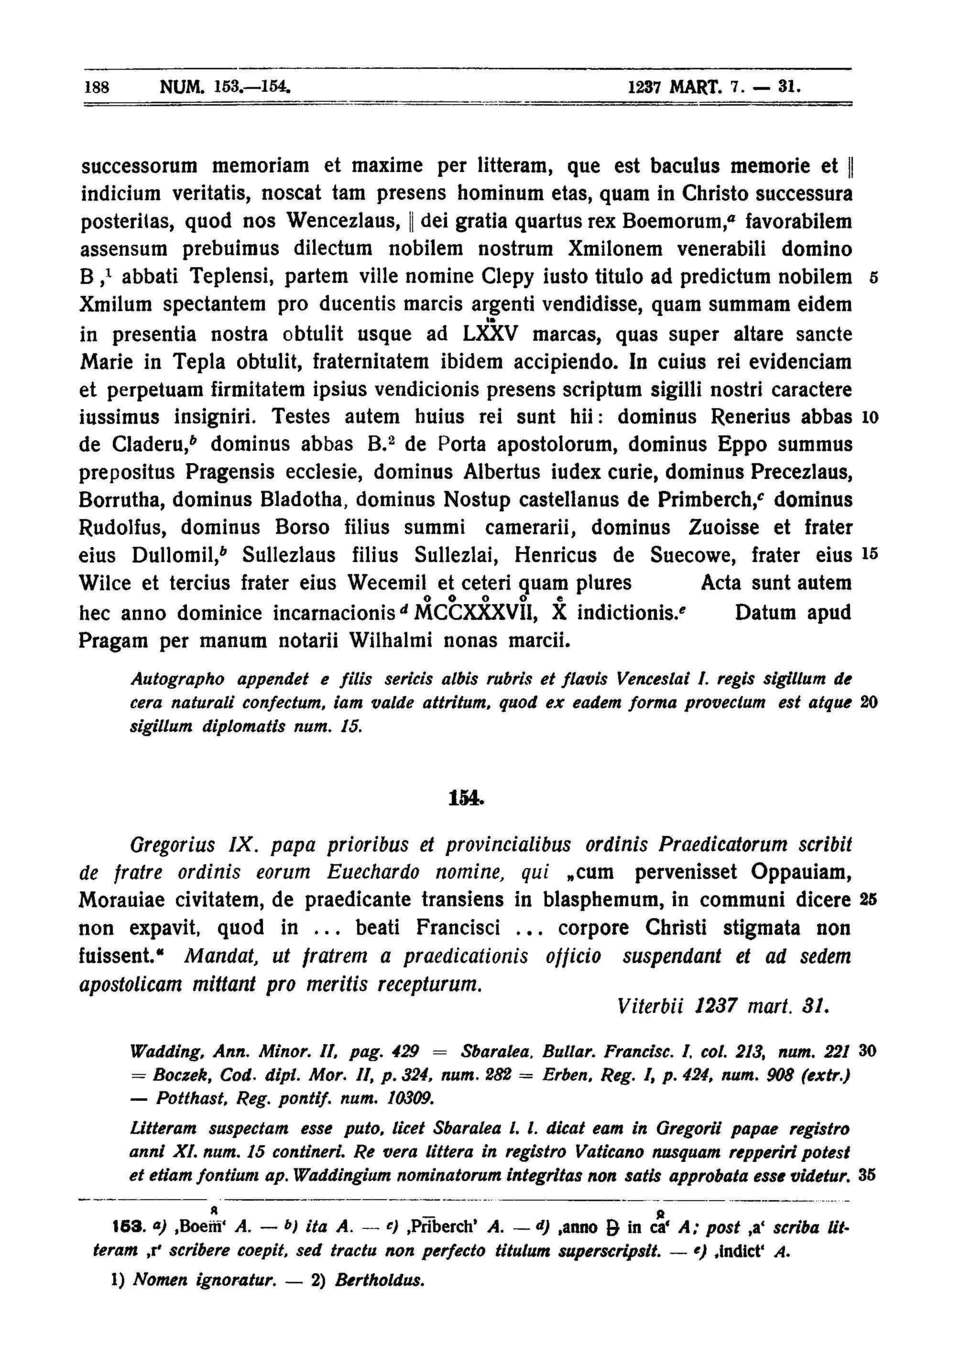 188 NUM. 153.—154. 1237 MART. 7. — 31.
successorum memoriam et maxime per litteram, que est baculus memorie et ||
indicium veritatis, noscat tam presens hominum etas, quam in Christo successura
posteritas, quod nos Wencezlaus, || dei gratia quartus rex Boemorum,ᵃ favorabilem
assensum prebuimus dilectum nobilem nostrum Xmilonem venerabili domino
B ,¹ abbati Teplensi, partem ville nomine Clepy iusto titulo ad predictum nobilem 5
Xmilum spectantem pro ducentis marcis argenti vendidisse, quam summam eidem
in presentia nostra obtulit usque ad LXXV marcas, quas super altare sancte
Marie in Tepla obtulit, fraternitatem ibidem accipiendo. In cuius rei evidenciam
et perpetuam firmitatem ipsius vendicionis presens scriptum sigilli nostri caractere
iussimus insigniri. Testes autem huius rei sunt hii: dominus Renerius abbas 10
de Claderu,ᵇ dominus abbas B.² de Porta apostolorum, dominus Eppo summus
prepositus Pragensis ecclesie, dominus Albertus iudex curie, dominus Precezlaus,
Borrutha, dominus Bladotha, dominus Nostup castellanus de Primberch,ᶜ dominus
Rudolfus, dominus Borso filius summi camerarii, dominus Zuoisse et frater
eius Dullomil,ᵇ Sullezlaus filius Sullezlai, Henricus de Suecowe, frater eius 15
Wilce et tercius frater eius Wecemil et ceteri quam plures Acta sunt autem
hec anno dominice incarnacionisᵈ M̊C̊C̊XXXVII̊, Xͤ indictionis.ᵉ Datum apud
Pragam per manum notarii Wilhalmi nonas marcii.
Autographo appendet e filis sericis albis rubris et flavis Venceslai I. regis sigillum de
cera naturali confectum, iam valde attritum, quod ex eadem forma provectum est atque 20
sigillum diplomatis num. 15.
154.
Gregorius IX. papa prioribus et provincialibus ordinis Praedicatorum scribit
de fratre ordinis eorum Euechardo nomine, qui „cum pervenisset Oppauiam,
Morauiae civitatem, de praedicante transiens in blasphemum, in communi dicere 25
non expavit, quod in ... beati Francisci ... corpore Christi stigmata non
fuissent.“ Mandat, ut fratrem a praedicationis officio suspendant et ad sedem
apostolicam mittant pro meritis recepturum.
Viterbii 1237 mart. 31.
Wadding, Ann. Minor. II, pag. 429 = Sbaralea, Bullar. Francisc. I, col. 213, num. 221 30
= Boczek, Cod. dipl. Mor. II, p. 324, num. 282 = Erben, Reg. I, p. 424, num. 908 (extr.)
— Potthast, Reg. pontif. num. 10309.
Litteram suspectam esse puto, licet Sbaralea l. l. dicat eam in Gregorii papae registro
anni XI. num. 15 contineri. Re vera littera in registro Vaticano nusquam repperiri potest
et etiam fontium ap. Waddingium nominatorum integritas non satis approbata esse videtur. 35
153. a) ‚Boem̄‘ A. — b) ita A. — c) ‚Pr̄iberch’ A. — d) ‚anno in ca‘ A; post ‚a‘ scriba lit-
teram ‚r‘ scribere coepit, sed tractu non perfecto titulum superscripsit. — e) ‚indict‘ A.
1) Nomen ignoratur. — 2) Bertholdus.